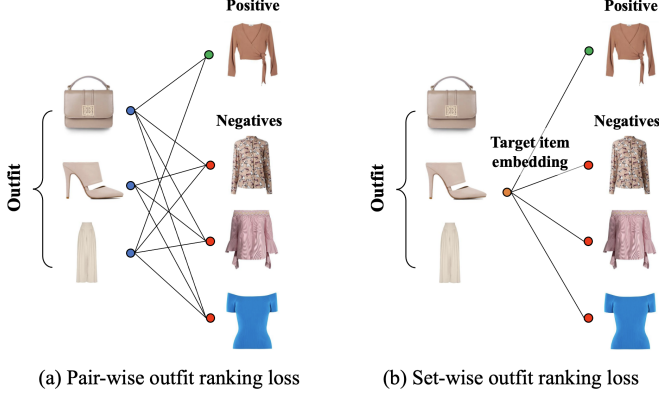 Positive
Negatives
Outfit
(a) Pair-wise outfit ranking loss
Positive
Negatives
Target item
embedding
Outfit
(b) Set-wise outfit ranking loss